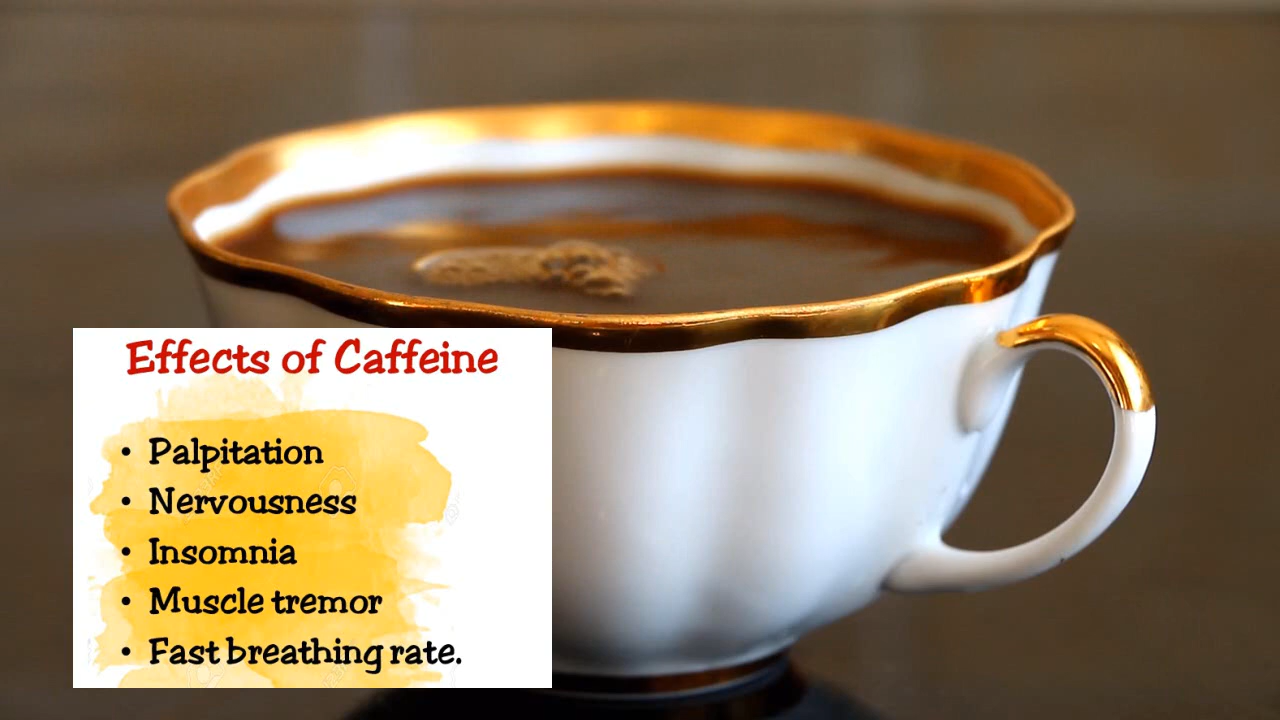 Effects of Caffeine
• Palpitation
• Nervousness
• Insomnia
• Muscle tremor
• Fast breathing rate.